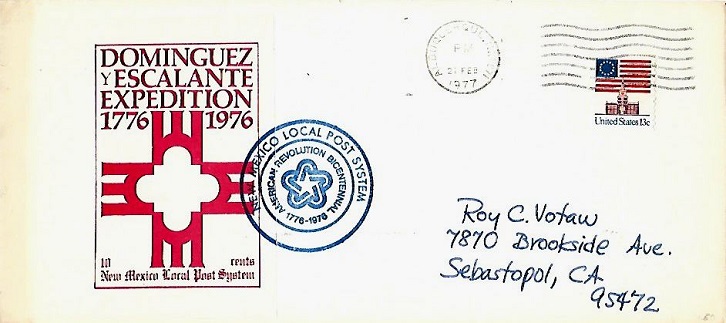 DOMINGUEZ
Y ESCALANTE
EXPEDITION
1776 1976
10 cents
New Mexico Local Post System
NEW MEXICO LOCAL POST SYSTEM
AMERICAN REVOLUTION BICENTENNIAL
1776-1976
PM
FEB
1977
United States 13c
Roy C. Votaw
7870 Brookside Ave.
Sebastopol, CA
95472